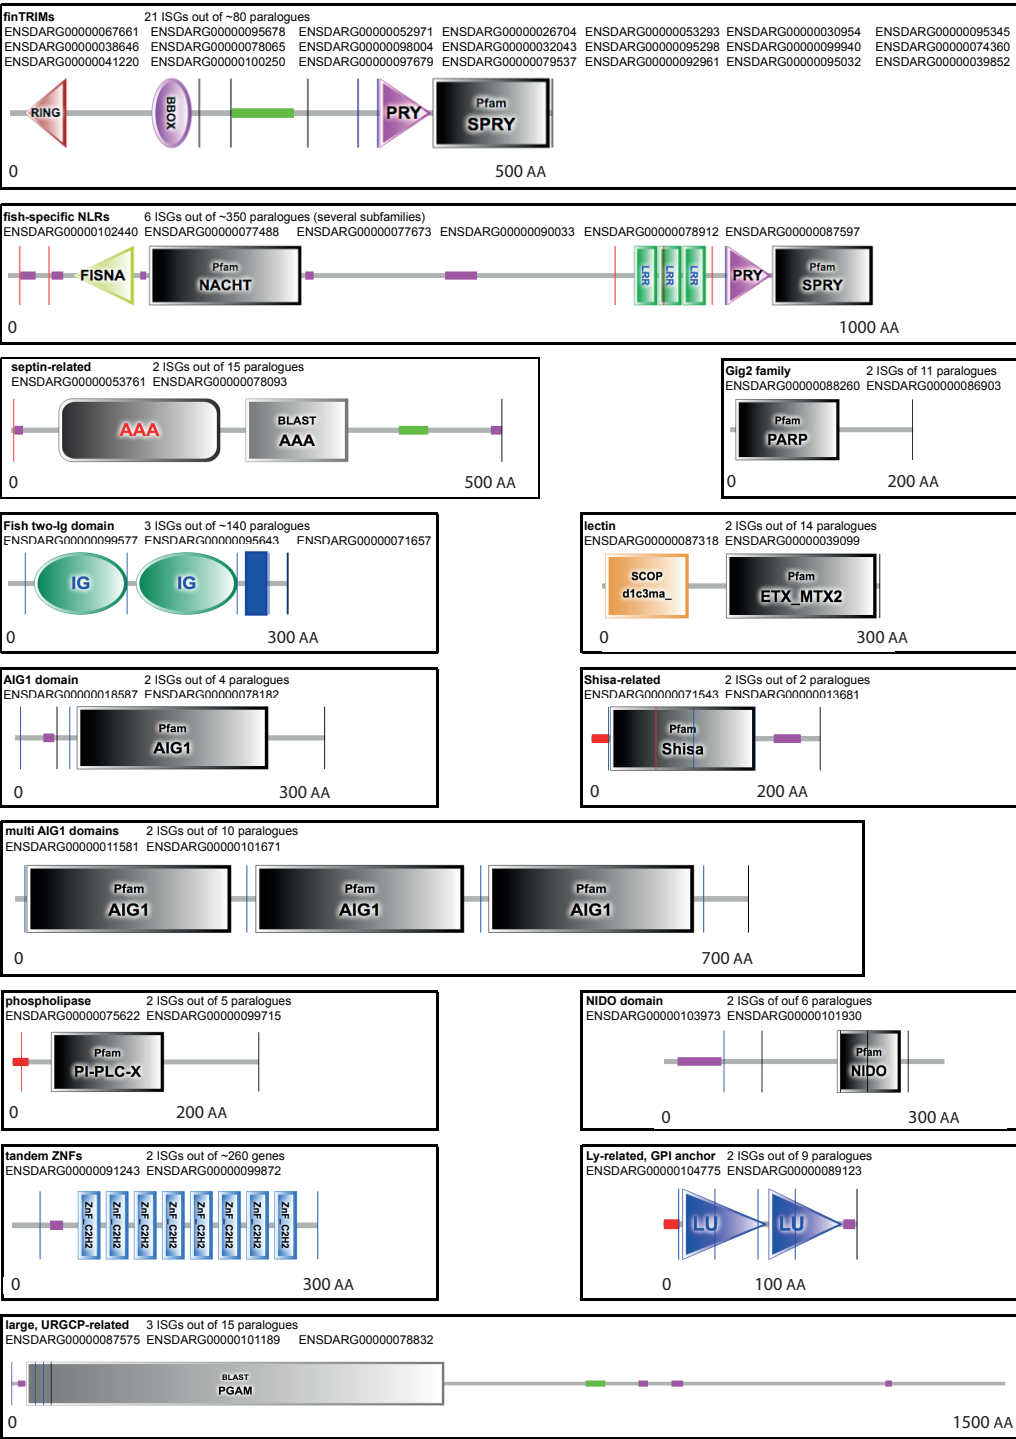 finTRIMs 21 ISGs out of ~80 paralogues
ENSDARG00000067661 ENSDARG00000095678 ENSDARG00000052971 ENSDARG00000026704 ENSDARG00000053293 ENSDARG00000030954 ENSDARG00000095345
ENSDARG00000038646 ENSDARG00000078065 ENSDARG00000098004 ENSDARG00000032043 ENSDARG00000095298 ENSDARG00000099940 ENSDARG00000074360
ENSDARG00000041220 ENSDARG00000100250 ENSDARG00000097679 ENSDARG00000079537 ENSDARG00000092961 ENSDARG00000095032 ENSDARG00000039852
RING BBOX PRY Pfam SPRY
0 500 AA
fish-specific NLRs 6 ISGs out of ~350 paralogues (several subfamilies)
ENSDARG00000102440 ENSDARG00000077488 ENSDARG00000077673 ENSDARG00000090033 ENSDARG00000078912 ENSDARG00000087597
FISNA Pfam NACHT LRR LRR LRR PRY Pfam SPRY
0 1000 AA
septin-related 2 ISGs out of 15 paralogues
ENSDARG00000053761 ENSDARG00000078093
AAA BLAST AAA
0 500 AA
Gig2 family 2 ISGs of 11 paralogues
ENSDARG00000088260 ENSDARG00000086903
Pfam PARP
0 200 AA
Fish two-Ig domain 3 ISGs out of ~140 paralogues
ENSDARG00000099577 ENSDARG00000095643 ENSDARG00000071657
IG IG
0 300 AA
lectin 2 ISGs out of 14 paralogues
ENSDARG00000087318 ENSDARG00000039099
SCOP d1c3ma_ Pfam ETX_MTX2
0 300 AA
AIG1 domain 2 ISGs out of 4 paralogues
ENSDARG00000018587 ENSDARG00000078182
Pfam AIG1
0 300 AA
Shisa-related 2 ISGs out of 2 paralogues
ENSDARG00000071543 ENSDARG00000013681
Pfam Shisa
0 200 AA
multi AIG1 domains 2 ISGs out of 10 paralogues
ENSDARG00000011581 ENSDARG00000101671
Pfam AIG1 Pfam AIG1 Pfam AIG1
0 700 AA
phospholipase 2 ISGs out of 5 paralogues
ENSDARG00000075622 ENSDARG00000099715
Pfam PI-PLC-X
0 200 AA
NIDO domain 2 ISGs of ouf 6 paralogues
ENSDARG00000103973 ENSDARG00000101930
Pfam NIDO
0 300 AA
tandem ZNFs 2 ISGs out of ~260 genes
ENSDARG00000091243 ENSDARG00000099872
ZnF_C2H2 ZnF_C2H2 ZnF_C2H2 ZnF_C2H2 ZnF_C2H2 ZnF_C2H2 ZnF_C2H2 ZnF_C2H2
0 300 AA
Ly-related, GPI anchor 2 ISGs out of 9 paralogues
ENSDARG00000104775 ENSDARG00000089123
LU LU
0 100 AA
large, URGCP-related 3 ISGs out of 15 paralogues
ENSDARG00000087575 ENSDARG00000101189 ENSDARG00000078832
BLAST PGAM
0 1500 AA